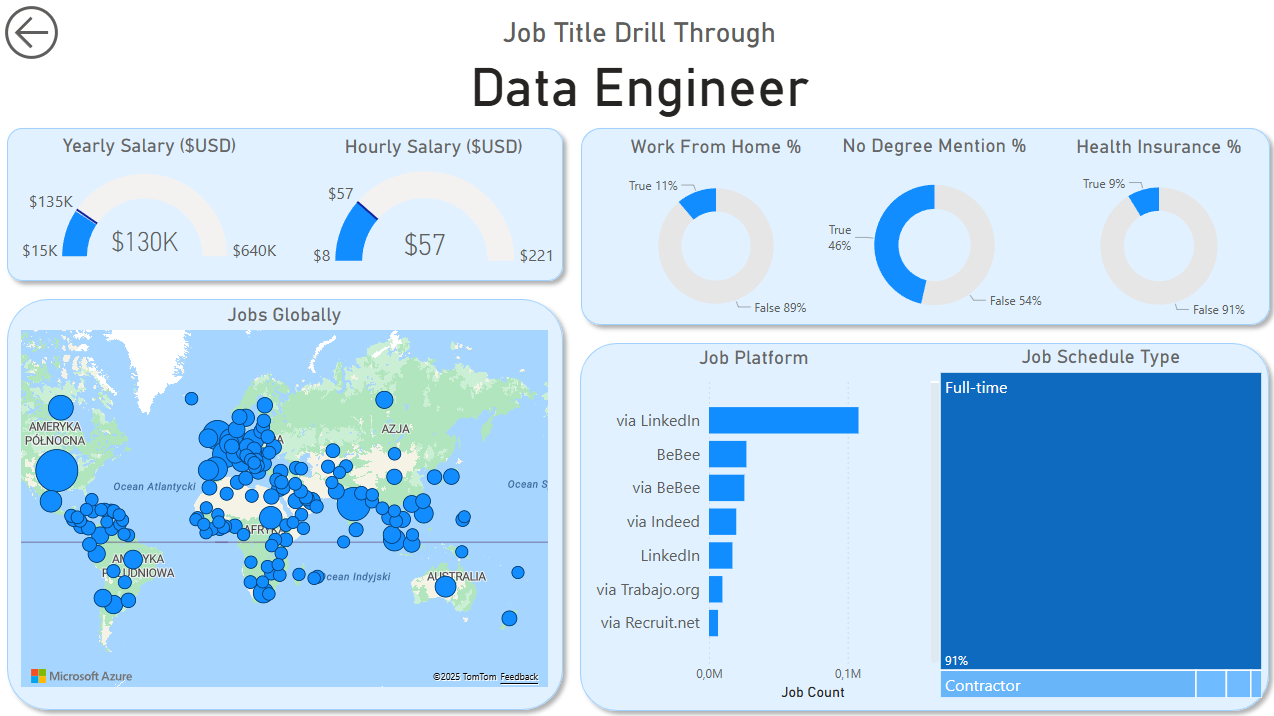 Job Title Drill Through
Data Engineer
Yearly Salary ($USD)
$135K
$15K
$130K
$640K
Hourly Salary ($USD)
$57
$8
$57
$221
Work From Home %
True 11%
False 89%
No Degree Mention %
True
46%
False 54%
Health Insurance %
True 9%
False 91%
Jobs Globally
AMERYKA
PÓŁNOCNA
AZJA
Ocean Atlantycki
Ocean S
Ocean Indyjski
AUSTRALIA
Microsoft Azure
©2025 TomTom Feedback
Job Platform
via LinkedIn
BeBee
via BeBee
via Indeed
LinkedIn
via Trabajo.org
via Recruit.net
0,0M
0,1M
Job Count
Job Schedule Type
Full-time
91%
Contractor